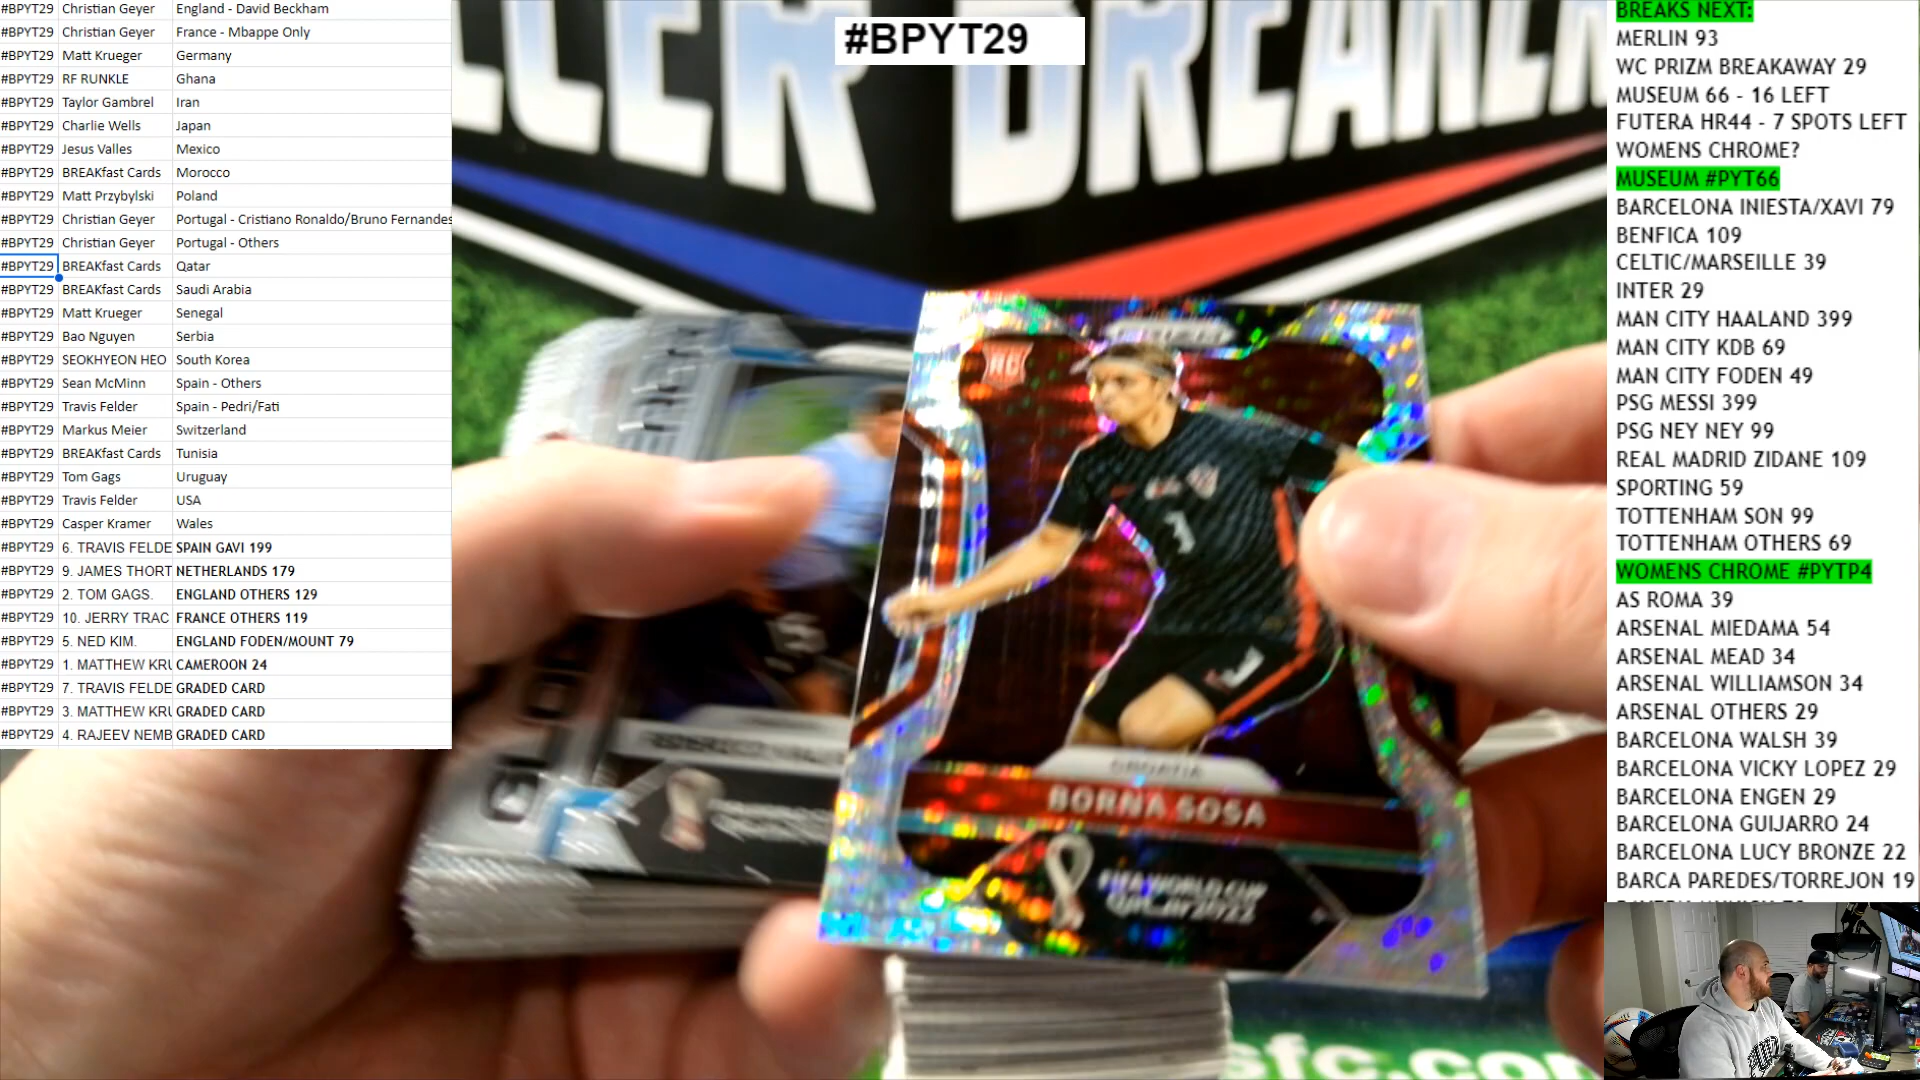 #BPYT29 Christian Geyer England - David Beckham
#BPYT29 Christian Geyer France - Mbappe Only
#BPYT29 Matt Krueger Germany
#BPYT29 RF RUNKLE Ghana
#BPYT29 Taylor Gambrel Iran
#BPYT29 Charlie Wells Japan
#BPYT29 Jesus Valles Mexico
#BPYT29 BREAKfast Cards Morocco
#BPYT29 Matt Przybylski Poland
#BPYT29 Christian Geyer Portugal - Cristiano Ronaldo/Bruno Fernandes
#BPYT29 Christian Geyer Portugal - Others
#BPYT29 BREAKfast Cards Qatar
#BPYT29 BREAKfast Cards Saudi Arabia
#BPYT29 Matt Krueger Senegal
#BPYT29 Bao Nguyen Serbia
#BPYT29 SEOKHYEON HEO South Korea
#BPYT29 Sean McMinn Spain - Others
#BPYT29 Travis Felder Spain - Pedri/Fati
#BPYT29 Markus Meier Switzerland
#BPYT29 BREAKfast Cards Tunisia
#BPYT29 Tom Gags Uruguay
#BPYT29 Travis Felder USA
#BPYT29 Casper Kramer Wales
#BPYT29 6. TRAVIS FELDE SPAIN GAVI 199
#BPYT29 9. JAMES THORT NETHERLANDS 179
#BPYT29 2. TOM GAGS. ENGLAND OTHERS 129
#BPYT29 10. JERRY TRAC FRANCE OTHERS 119
#BPYT29 5. NED KIM. ENGLAND FODEN/MOUNT 79
#BPYT29 1. MATTHEW KRU CAMEROON 24
#BPYT29 7. TRAVIS FELDE GRADED CARD
#BPYT29 3. MATTHEW KRU GRADED CARD
#BPYT29 4. RAJEEV NEMB GRADED CARD
#BPYT29
BREAKER
PRIZM
RC
3
CROATIA
BORNA SOSA
FIFA WORLD CUP
QATAR2022
sfc.com
BREAKS NEXT:
MERLIN 93
WC PRIZM BREAKAWAY 29
MUSEUM 66 - 16 LEFT
FUTERA HR44 - 7 SPOTS LEFT
WOMENS CHROME?
MUSEUM #PYT66
BARCELONA INIESTA/XAVI 79
BENFICA 109
CELTIC/MARSEILLE 39
INTER 29
MAN CITY HAALAND 399
MAN CITY KDB 69
MAN CITY FODEN 49
PSG MESSI 399
PSG NEY NEY 99
REAL MADRID ZIDANE 109
SPORTING 59
TOTTENHAM SON 99
TOTTENHAM OTHERS 69
WOMENS CHROME #PYTP4
AS ROMA 39
ARSENAL MIEDAMA 54
ARSENAL MEAD 34
ARSENAL WILLIAMSON 34
ARSENAL OTHERS 29
BARCELONA WALSH 39
BARCELONA VICKY LOPEZ 29
BARCELONA ENGEN 29
BARCELONA GUIJARRO 24
BARCELONA LUCY BRONZE 22
BARCA PAREDES/TORREJON 19